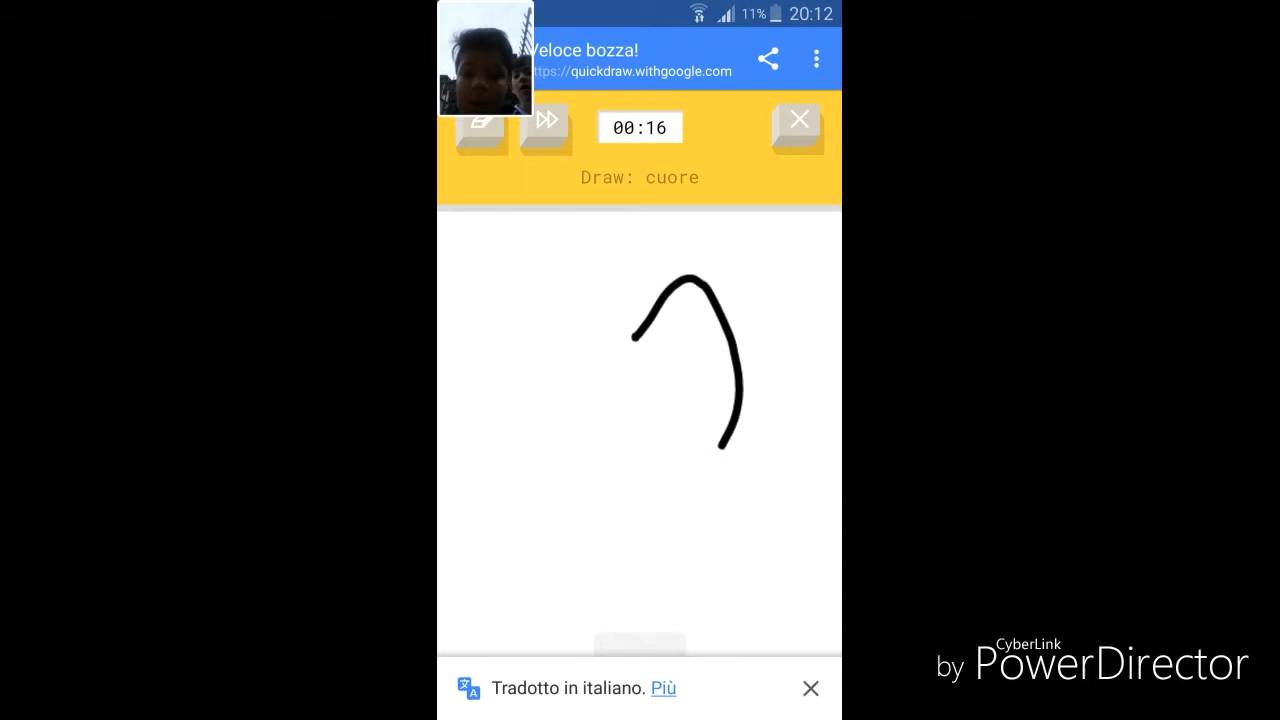 11% 20:12
Veloce bozza!
ttps://quickdraw.withgoogle.com
00:16
Draw: cuore
Tradotto in italiano. Più
CyberLink
by PowerDirector